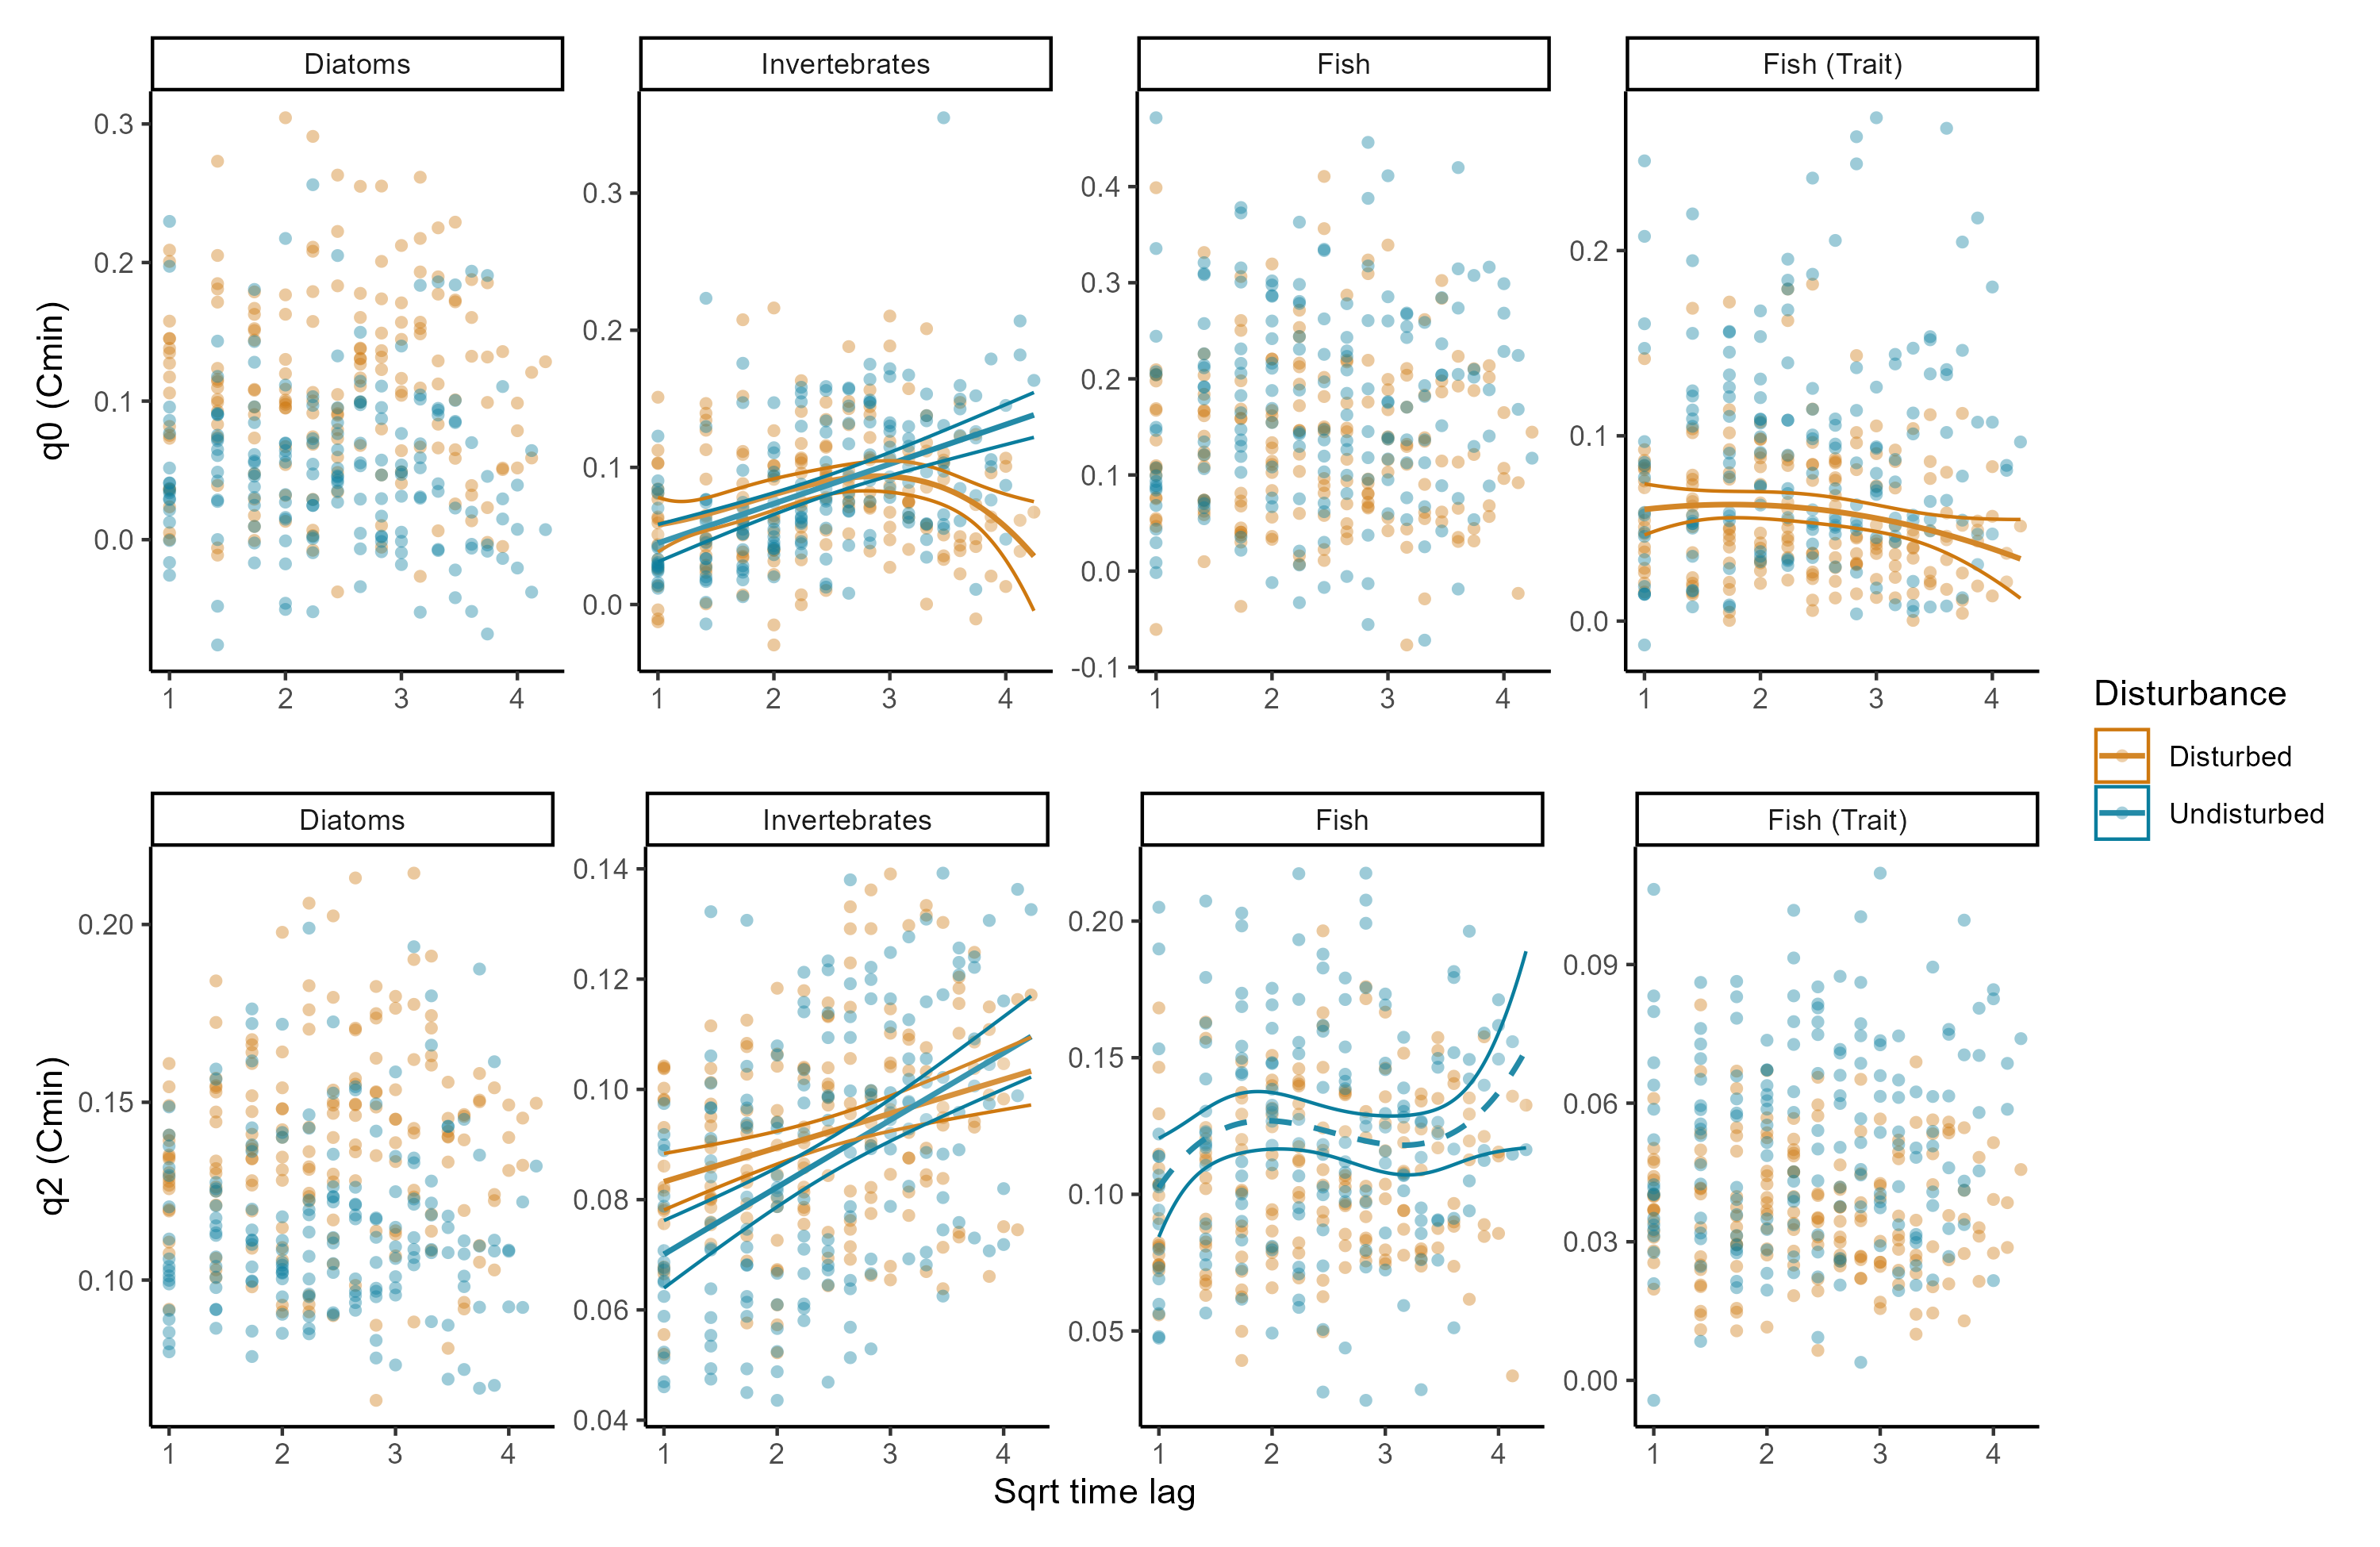 Diatoms Invertebrates Fish Fish (Trait)
q0 (Cmin)
0.3
0.2
0.1
0.0
1 2 3 4
0.3
0.2
0.1
0.0
1 2 3 4
0.4
0.3
0.2
0.1
0.0
-0.1
1 2 3 4
0.2
0.1
0.0
1 2 3 4
Disturbance
Disturbed
Undisturbed
Diatoms Invertebrates Fish Fish (Trait)
q2 (Cmin)
0.20
0.15
0.10
1 2 3 4
0.14
0.12
0.10
0.08
0.06
0.04
1 2 3 4
0.20
0.15
0.10
0.05
1 2 3 4
0.09
0.06
0.03
0.00
1 2 3 4
Sqrt time lag